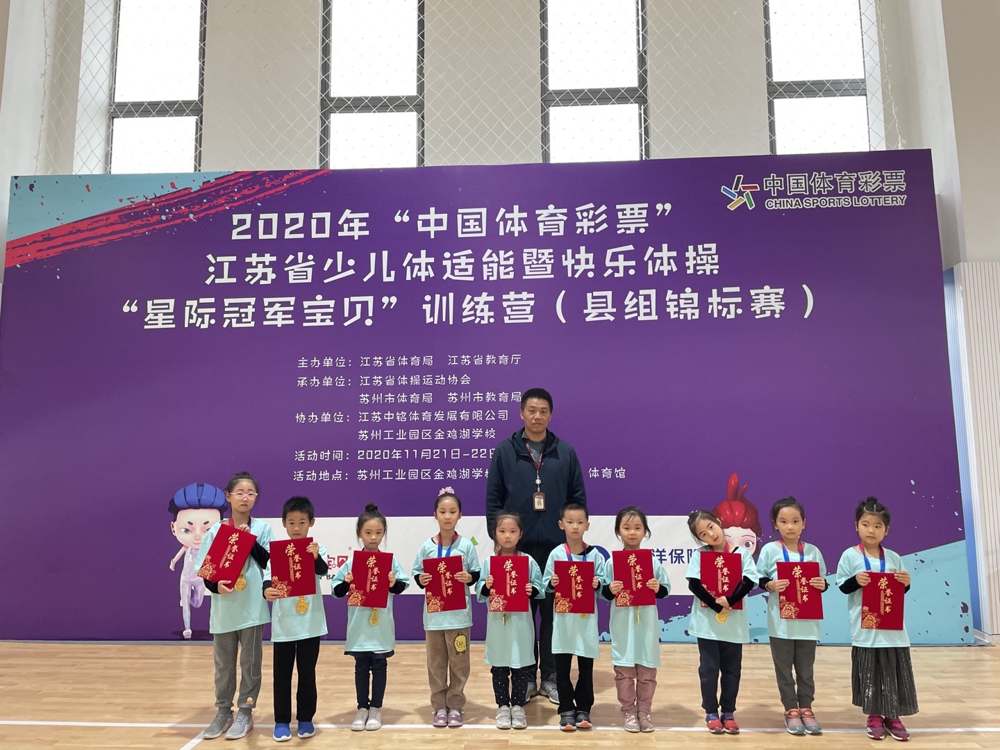 中国体育彩票
CHINA SPORTS LOTTERY
2020年“中国体育彩票”
江苏省少儿体适能暨快乐体操
“星际冠军宝贝”训练营（县组锦标赛）
主办单位：江苏省体育局 江苏省教育厅
承办单位：江苏省体操运动协会
苏州市体育局 苏州市教育局
协办单位：江苏中铭体育发展有限公司
苏州工业园区金鸡湖学校
活动时间：2020年11月21日-22日
活动地点：苏州工业园区金鸡湖学校 体育馆
洋保险
荣誉证书
荣誉证书
荣誉证书
荣誉证书
荣誉证书
荣誉证书
荣誉证书
荣誉证书
荣誉证书
荣誉证书